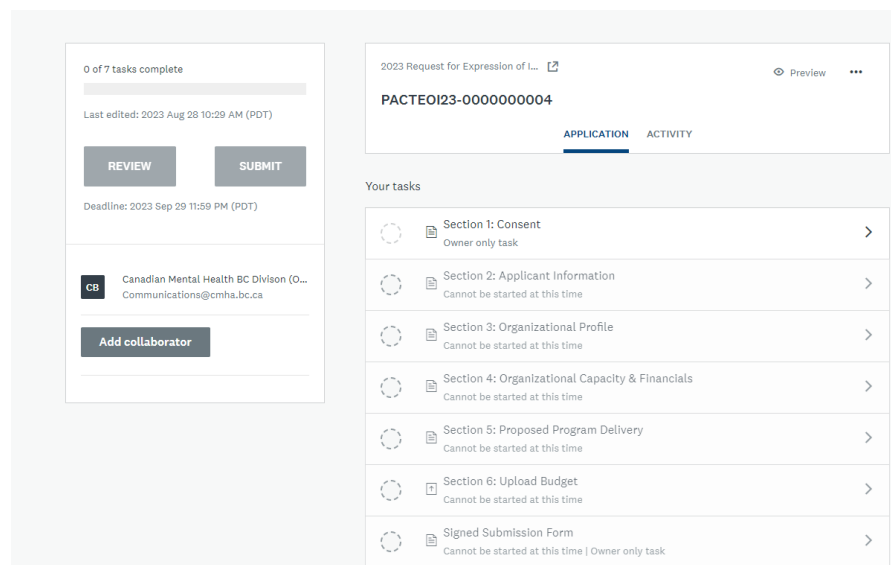 0 of 7 tasks complete
Last edited: 2023 Aug 28 10:29 AM (PDT)
REVIEW
SUBMIT
Deadline: 2023 Sep 29 11:59 PM (PDT)
CB
Canadian Mental Health BC Divison (O...
Communications@cmha.bc.ca
Add collaborator
2023 Request for Expression of I...
Preview
PACTEOI23-0000000004
APPLICATION
ACTIVITY
Your tasks
Section 1: Consent
Owner only task
Section 2: Applicant Information
Cannot be started at this time
Section 3: Organizational Profile
Cannot be started at this time
Section 4: Organizational Capacity & Financials
Cannot be started at this time
Section 5: Proposed Program Delivery
Cannot be started at this time
Section 6: Upload Budget
Cannot be started at this time
Signed Submission Form
Cannot be started at this time | Owner only task